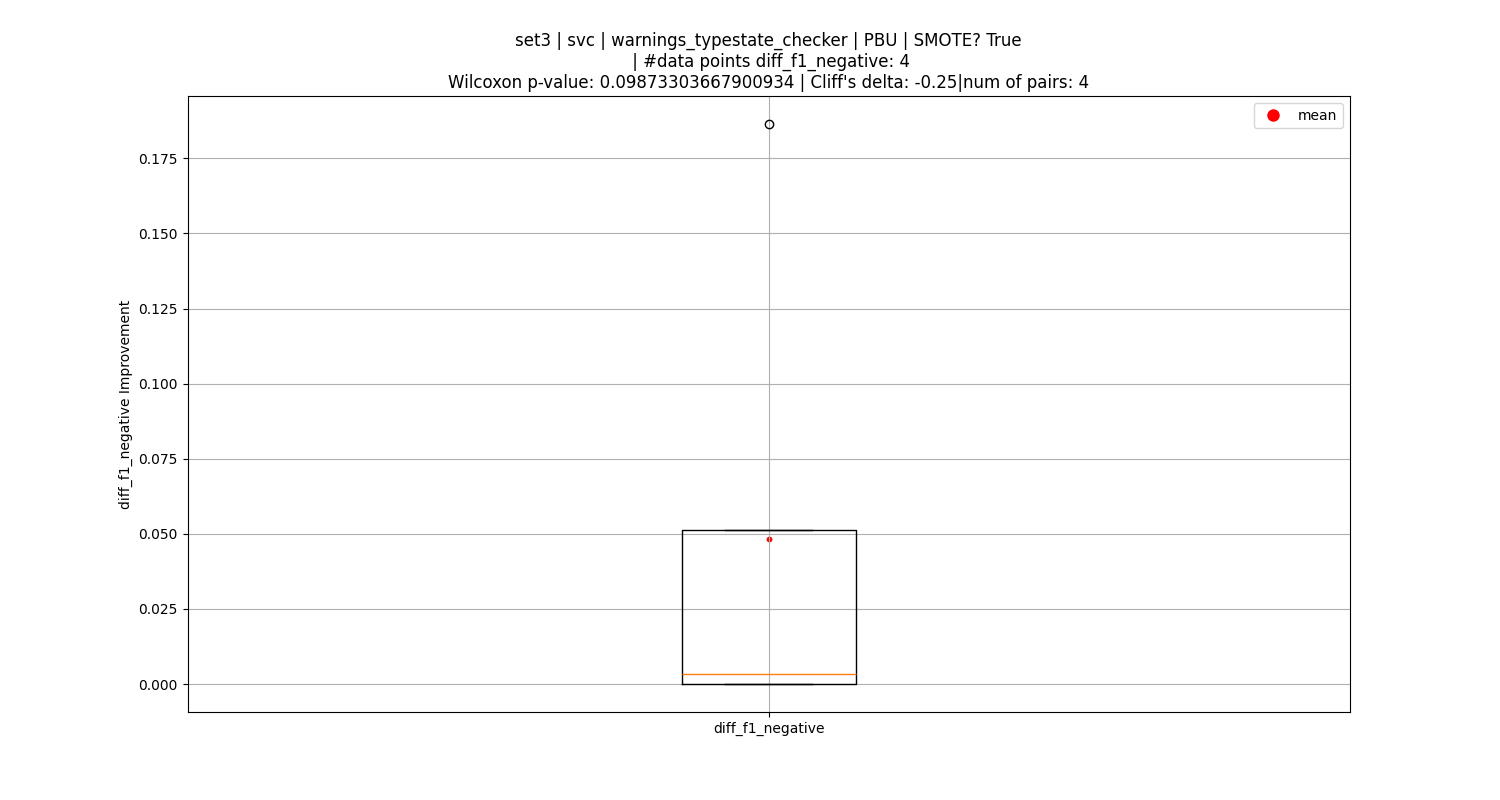 set3 | svc | warnings_typestate_checker | PBU | SMOTE? True
| #data points diff_f1_negative: 4
Wilcoxon p-value: 0.09873303667900934 | Cliff's delta: -0.25|num of pairs: 4
mean
0.175
0.150
0.125
0.100
0.075
0.050
0.025
0.000
diff_f1_negative Improvement
diff_f1_negative